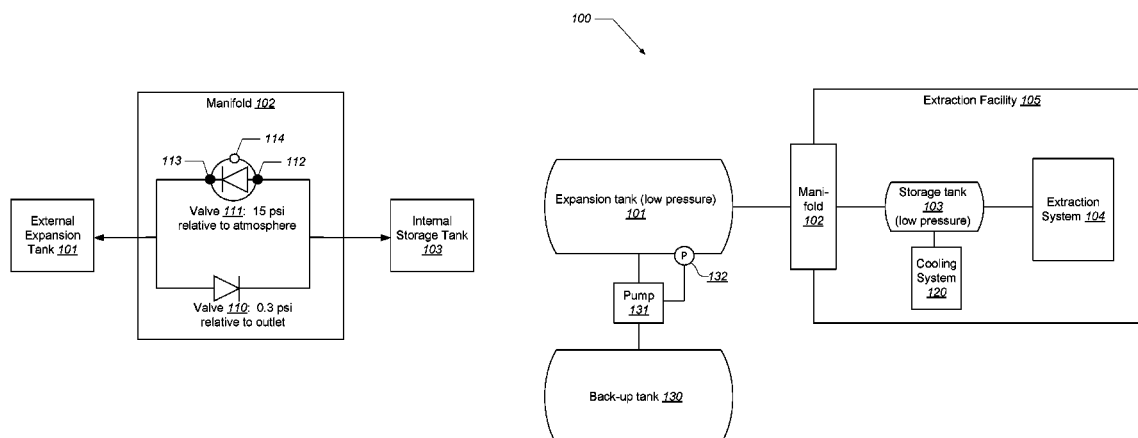 100
Manifold 102
114
113
112
Valve 111: 15 psi
relative to atmosphere
External
Expansion
Tank 101
Internal
Storage Tank
103
Valve 110: 0.3 psi
relative to outlet
Extraction Facility 105
Expansion tank (low pressure)
101
Mani-
fold
102
Storage tank
103
(low pressure)
Extraction
System 104
Cooling
System
120
P
132
Pump
131
Back-up tank 130